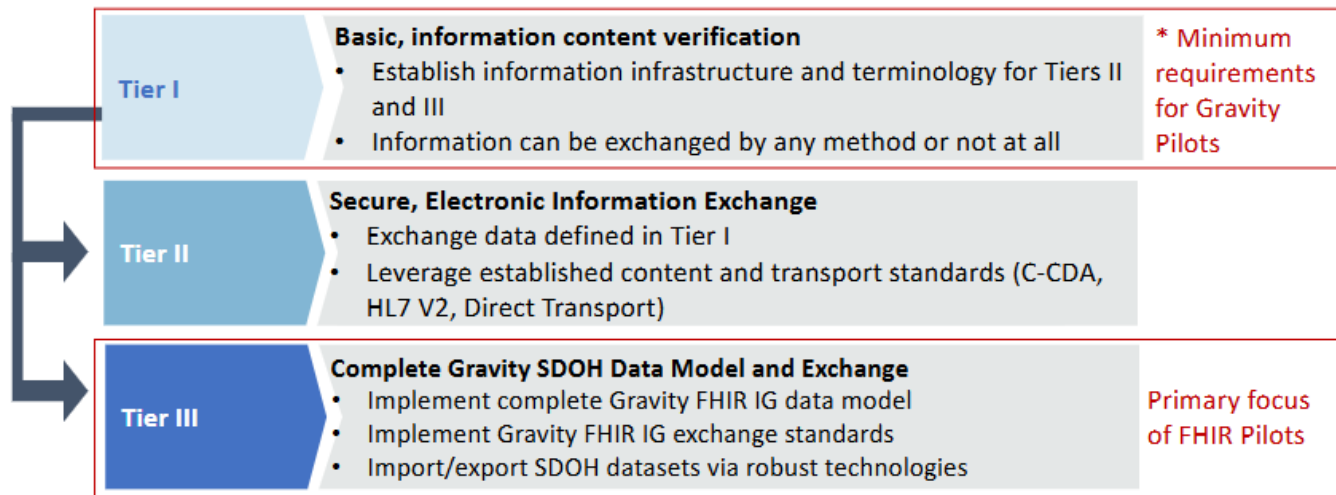 Tier I
Basic, information content verification
• Establish information infrastructure and terminology for Tiers II
and III
• Information can be exchanged by any method or not at all
* Minimum
requirements
for Gravity
Pilots
Tier II
Secure, Electronic Information Exchange
• Exchange data defined in Tier I
• Leverage established content and transport standards (C-CDA,
HL7 V2, Direct Transport)
Tier III
Complete Gravity SDOH Data Model and Exchange
• Implement complete Gravity FHIR IG data model
• Implement Gravity FHIR IG exchange standards
• Import/export SDOH datasets via robust technologies
Primary focus
of FHIR Pilots